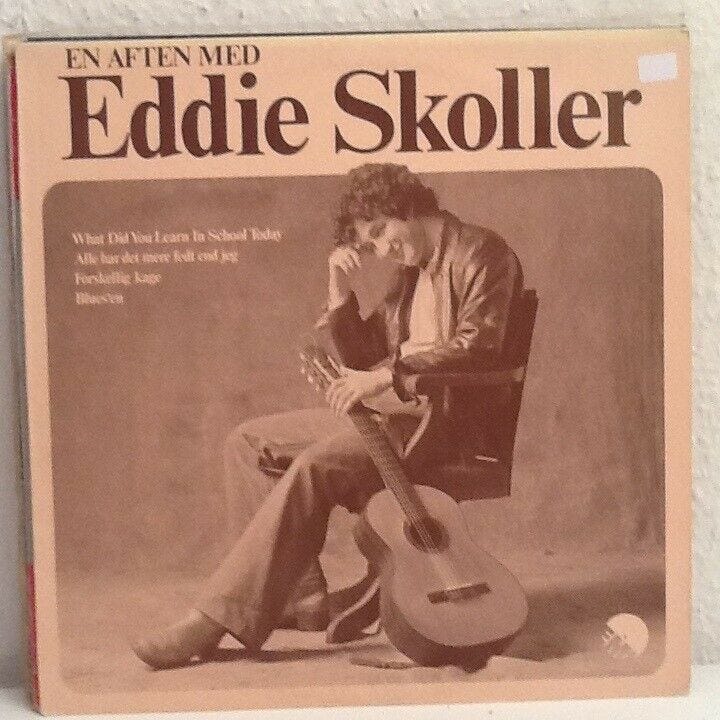 EN AFTEN MED
Eddie Skoller
What Did You Learn In School Today
Alle har det mere fedt end jeg
Forskellig kage
Blues'en
EMI